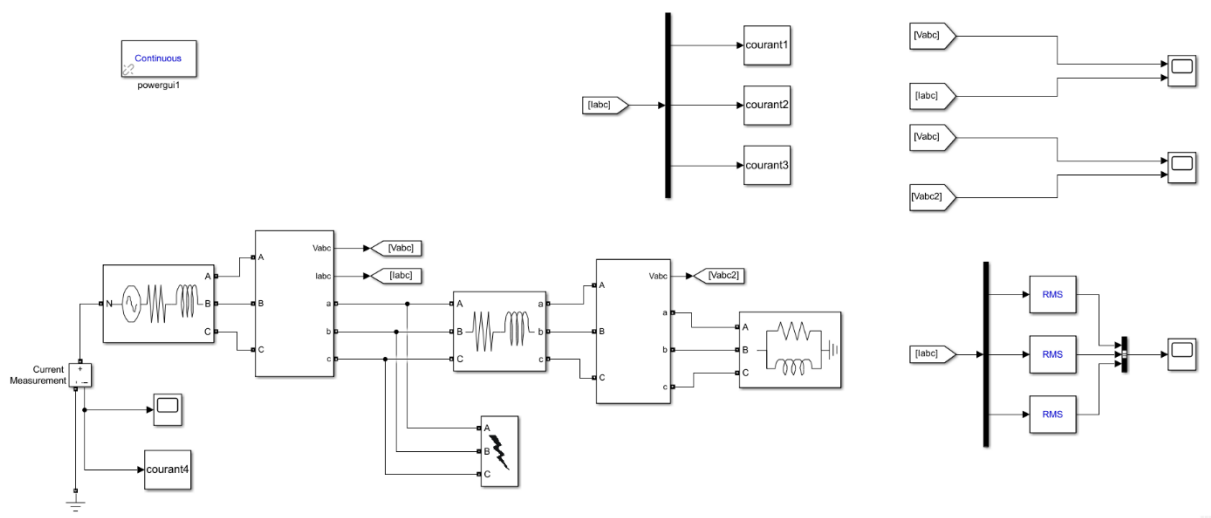 Continuous
powergui1
[Iabc]
courant1
courant2
courant3
[Vabc]
[Iabc]
[Vabc]
[Vabc2]
N
A
B
C
A
B
C
Vabc
Iabc
a
b
c
[Vabc]
[Iabc]
A
B
C
a
b
c
A
B
C
Vabc
a
b
c
[Vabc2]
A
B
C
A
B
C
Current
Measurement
+
-
courant4
[Iabc]
RMS
RMS
RMS